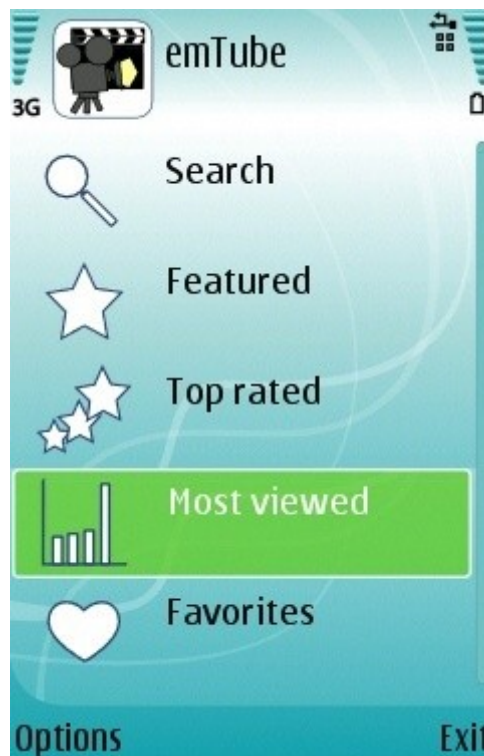 emTube
3G
Search
Featured
Top rated
Most viewed
Favorites
Options
Exit